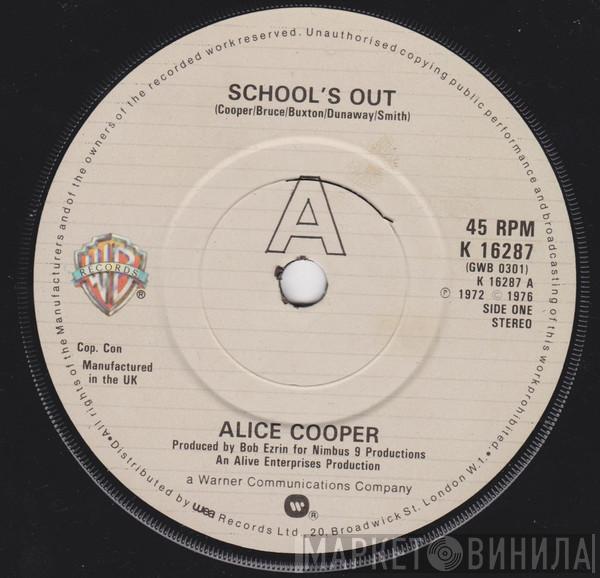 All rights of the Manufacturers and of the owners of the recorded work reserved. Unauthorised copying public performance and broadcasting of this work prohibited.
SCHOOL'S OUT
(Cooper/Bruce/Buxton/Dunaway/Smith)
A
45 RPM
K 16287
(GWB 0301)
K 16287 A
℗ 1972 © 1976
SIDE ONE
STEREO
WB
RECORDS
®
Cop. Con
Manufactured
in the UK
ALICE COOPER
Produced by Bob Ezrin for Nimbus 9 Productions
An Alive Enterprises Production
a Warner Communications Company
®
•Distributed by wea Records Ltd., 20, Broadwick St. London W.1.•
МАРКЕТ ВИНИЛА